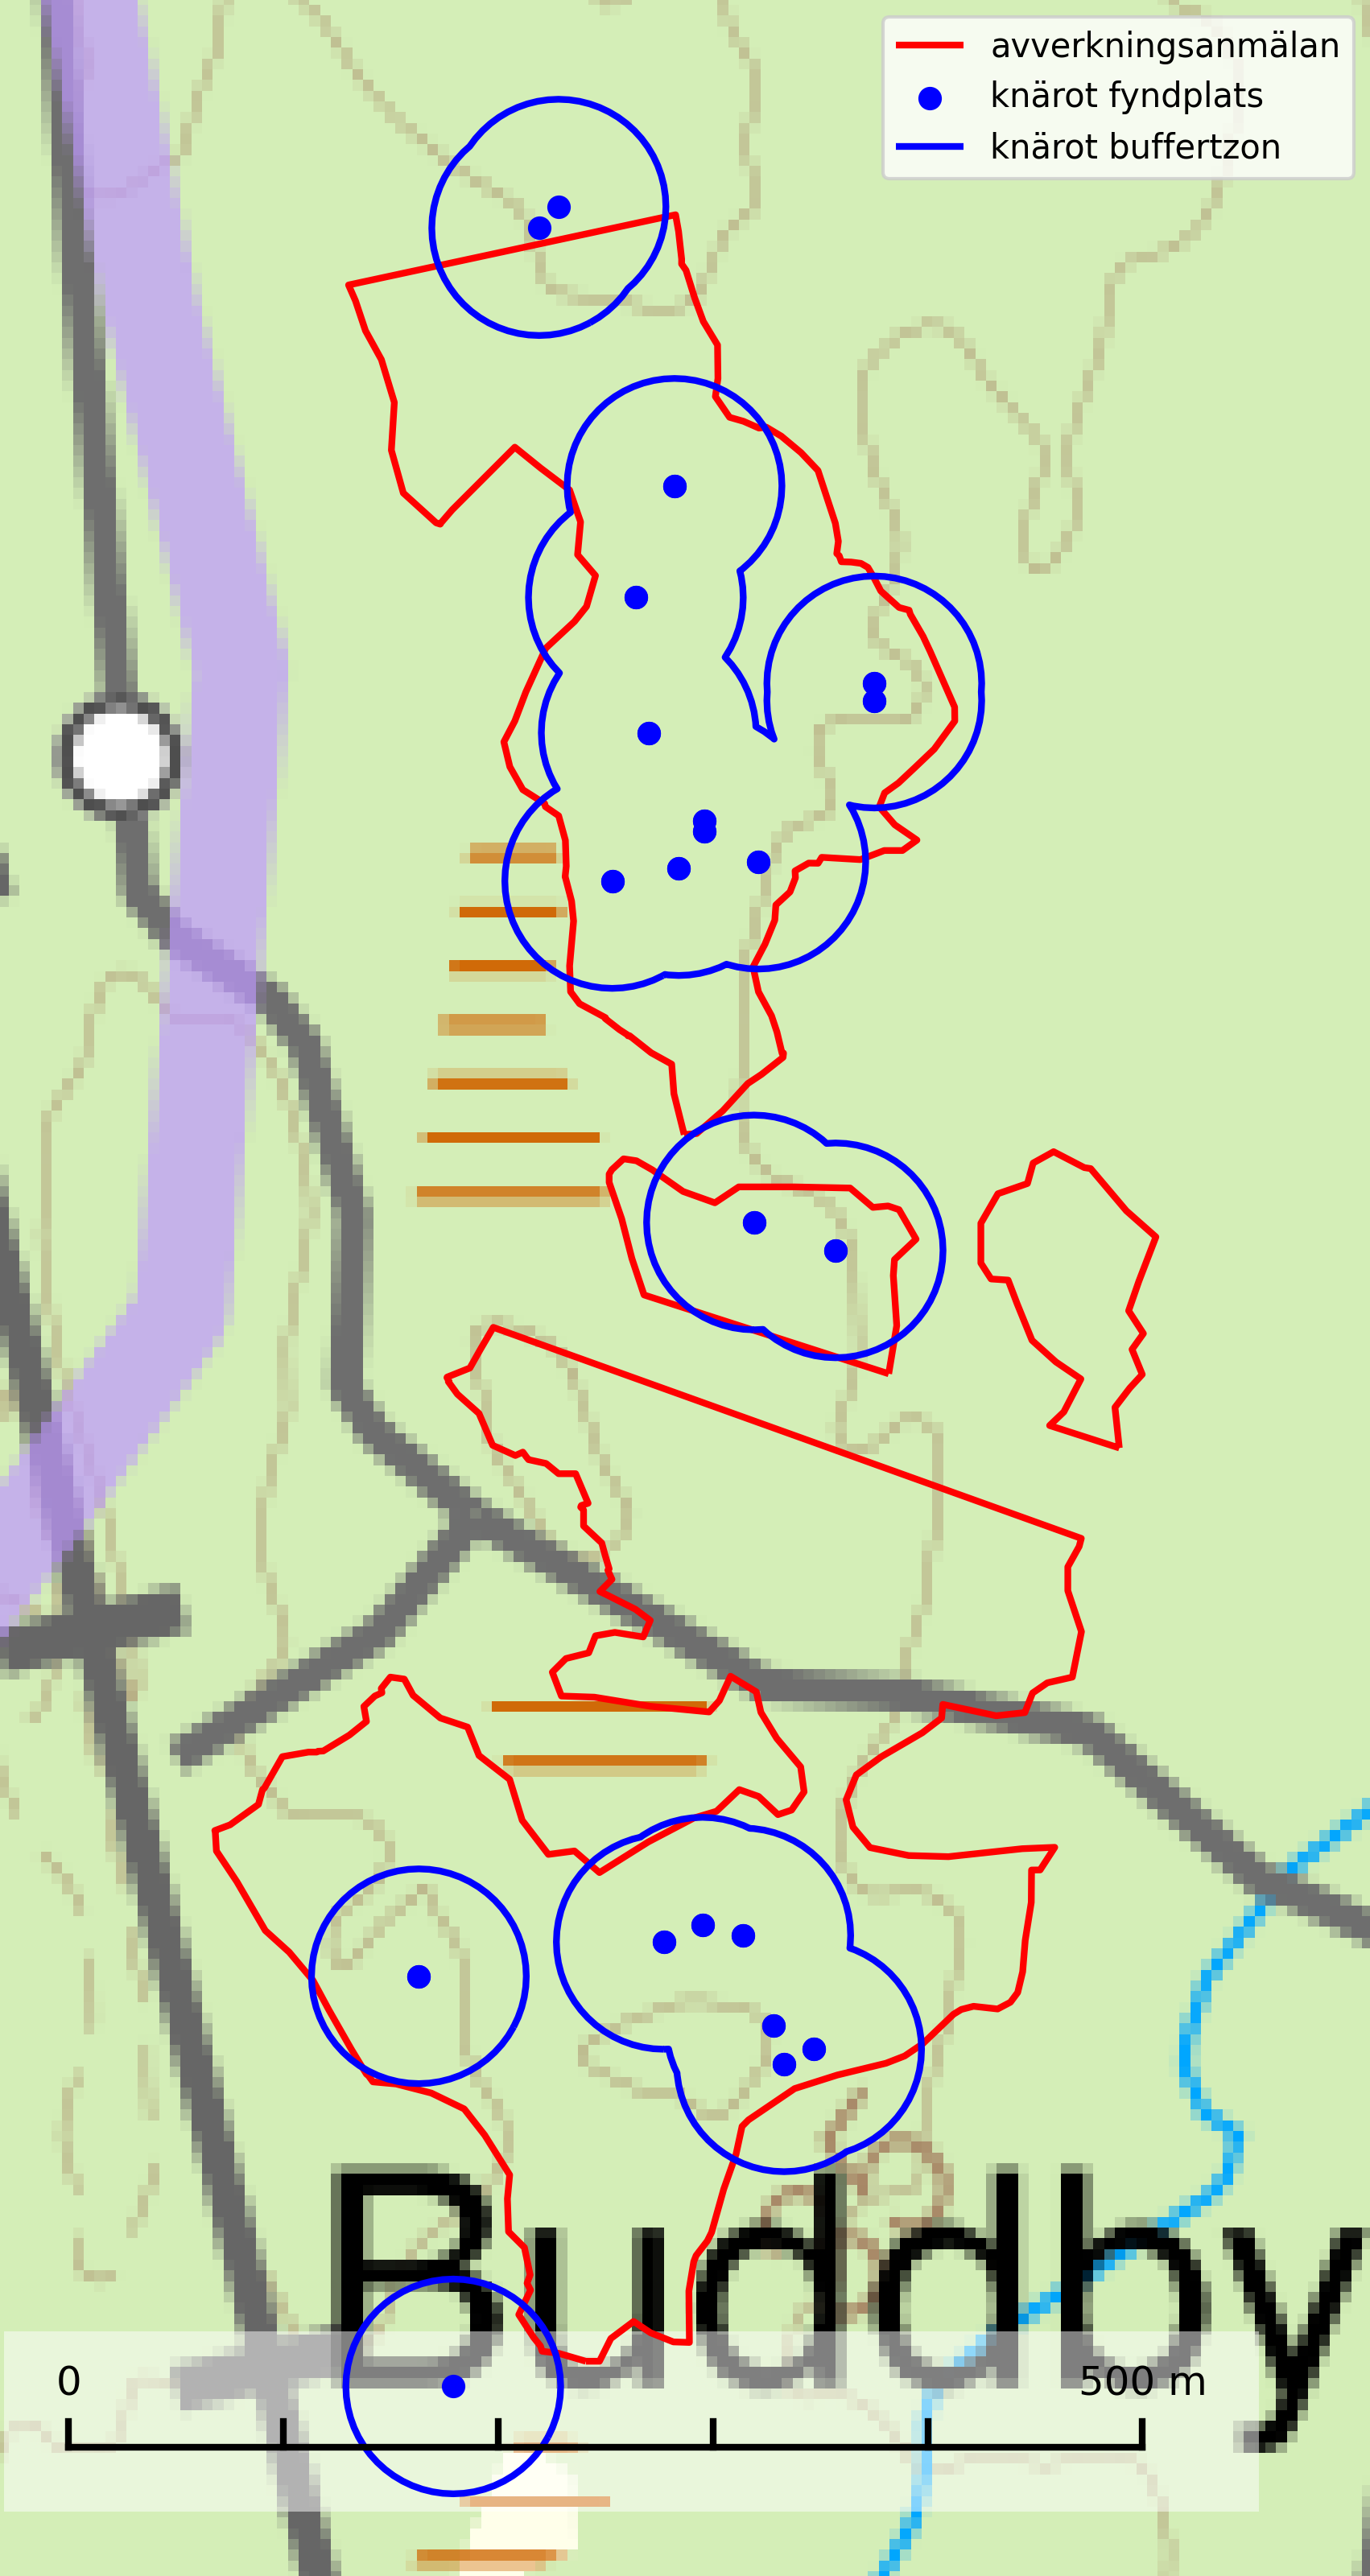 avverkningsanmälan
knärot fyndplats
knärot buffertzon
Buddby
0 500 m